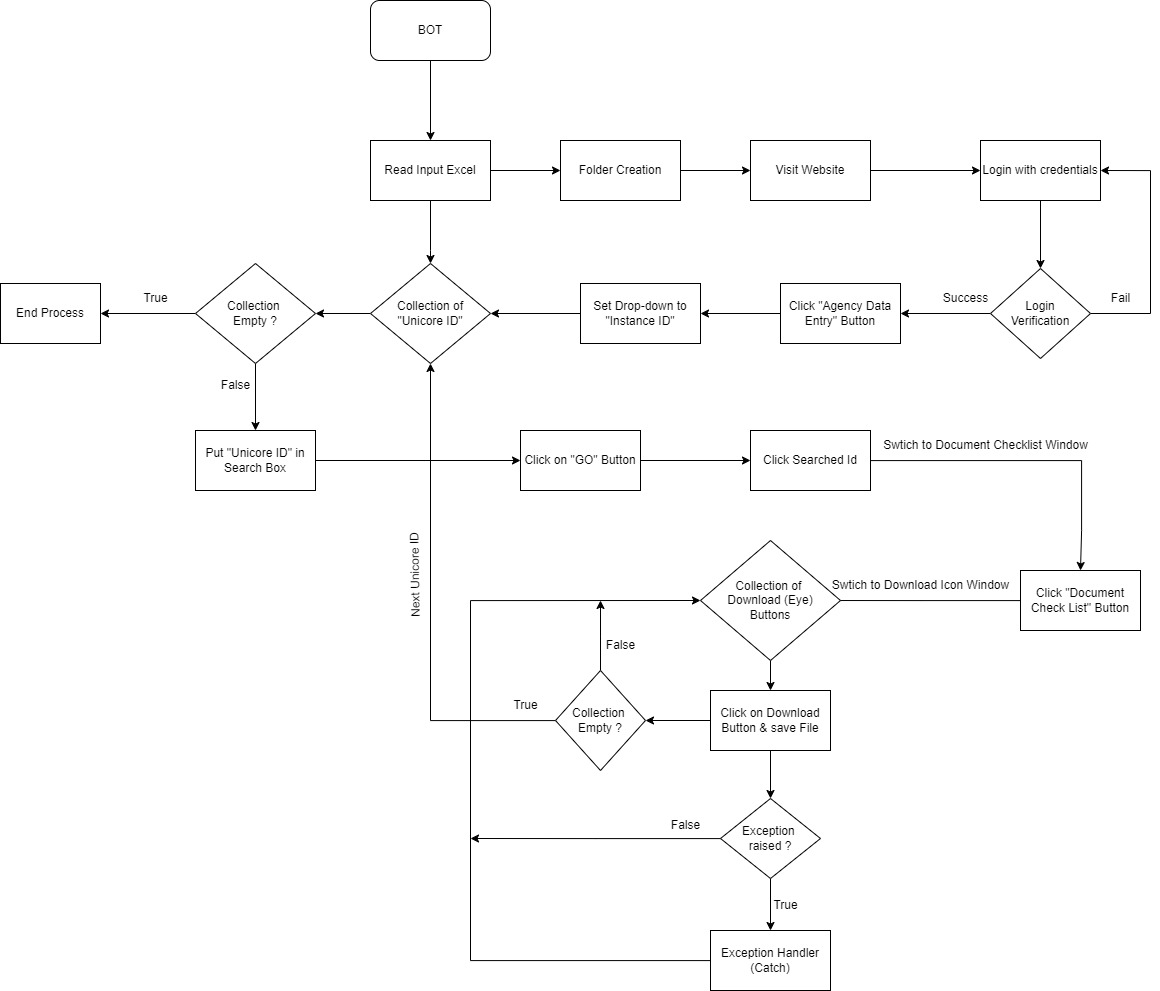 BOT
Read Input Excel
Folder Creation
Visit Website
Login with credentials
End Process
True
Collection
Empty ?
Collection of
"Unicore ID"
Set Drop-down to
"Instance ID"
Click "Agency Data
Entry" Button
Success
Login
Verification
Fail
False
Put "Unicore ID" in
Search Box
Click on "GO" Button
Click Searched Id
Swtich to Document Checklist Window
Next Unicore ID
Collection of
Download (Eye)
Buttons
Swtich to Download Icon Window
Click "Document
Check List" Button
False
True
Collection
Empty ?
Click on Download
Button & save File
False
Exception
raised ?
True
Exception Handler
(Catch)